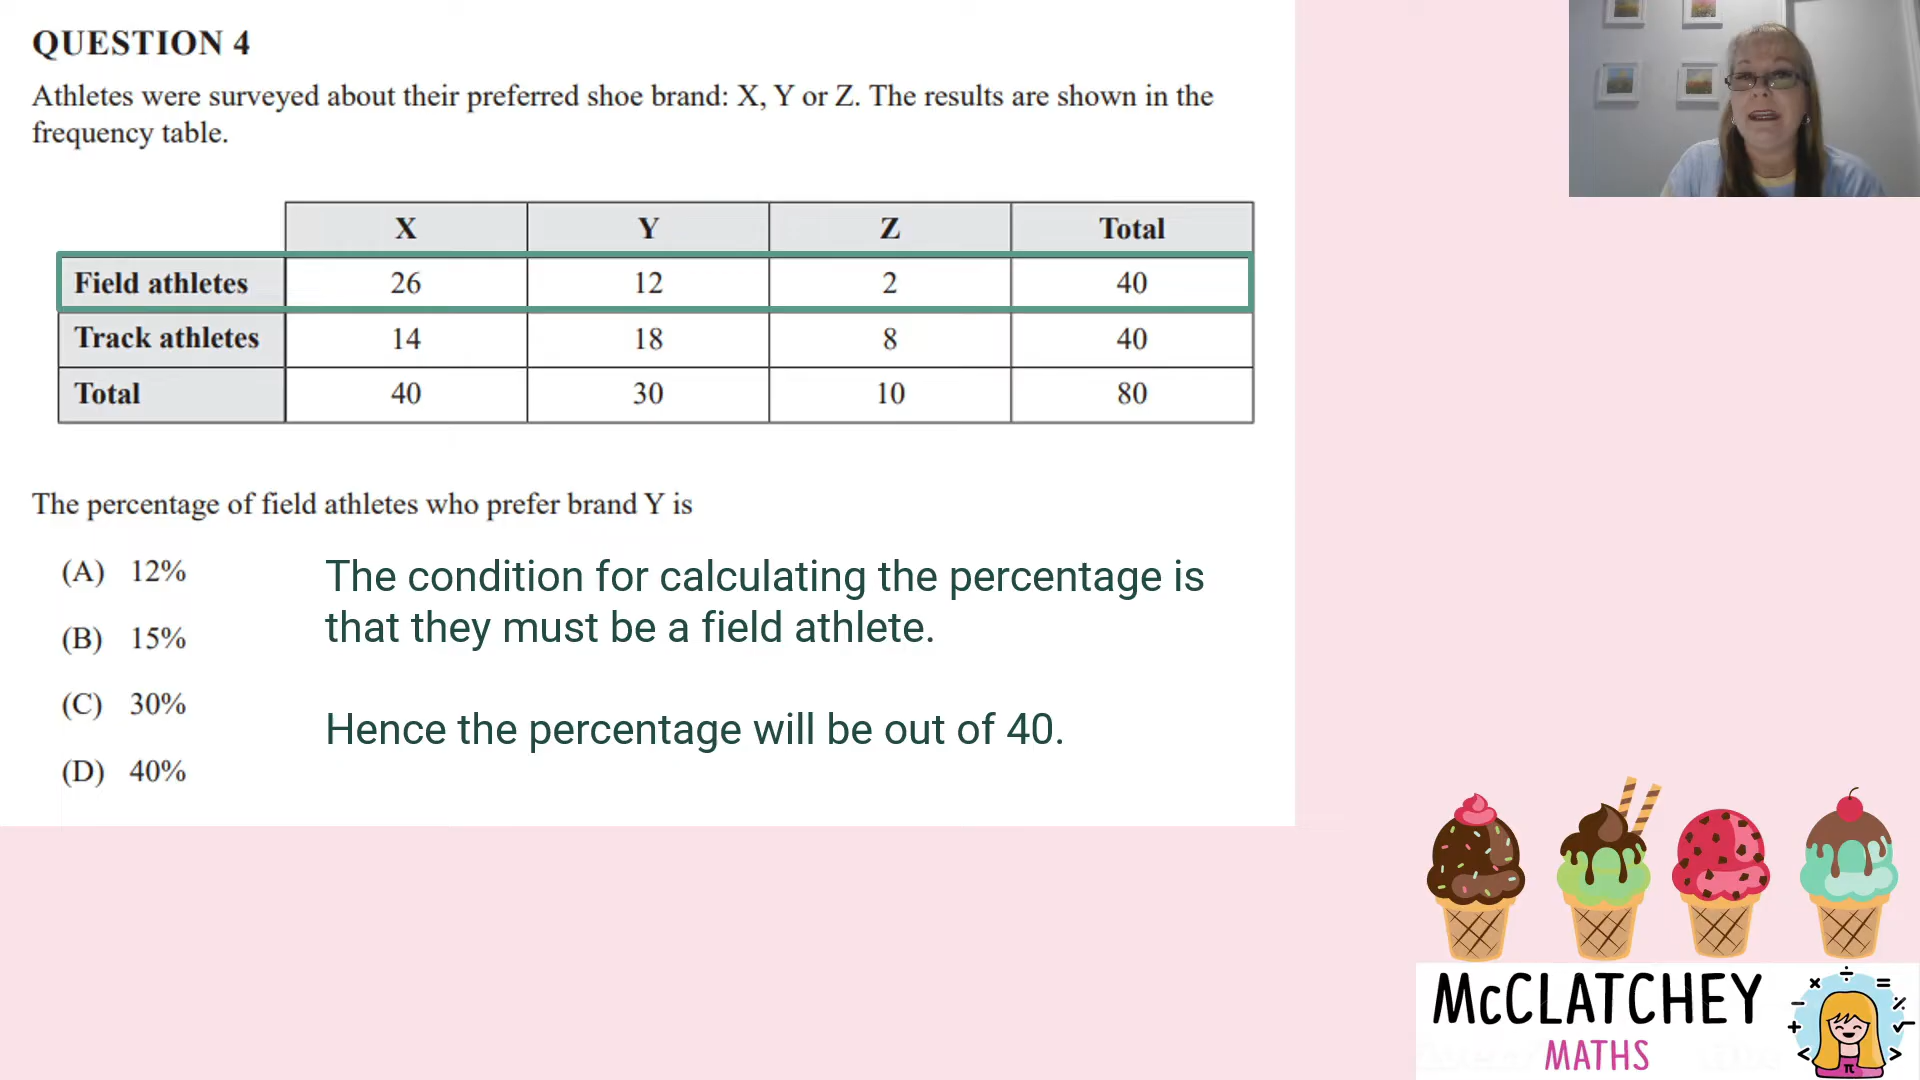 QUESTION 4
Athletes were surveyed about their preferred shoe brand: X, Y or Z. The results are shown in the
frequency table.
X Y Z Total
Field athletes 26 12 2 40
Track athletes 14 18 8 40
Total 40 30 10 80
The percentage of field athletes who prefer brand Y is
(A) 12%
(B) 15%
(C) 30%
(D) 40%
The condition for calculating the percentage is
that they must be a field athlete.
Hence the percentage will be out of 40.
McCLATCHEY
MATHS
× ÷ =
− %
+ √
< π >